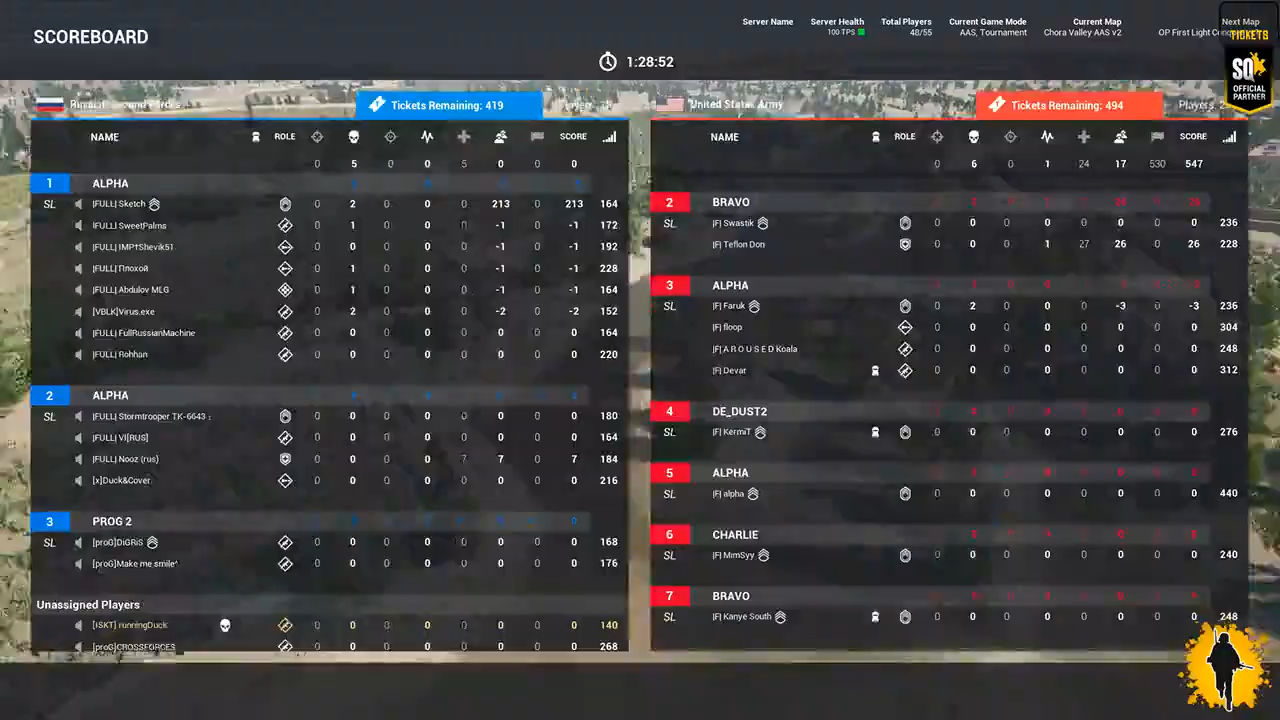 SCOREBOARD
Server Name Server Health Total Players Current Game Mode Current Map Next Map
100 TPS 48/55 AAS, Tournament Chora Valley AAS v2 OP First Light
TICKETS
1:28:52
SQ
OFFICIAL
PARTNER
Tickets Remaining: 419
United States Army Tickets Remaining: 494 Players:
NAME ROLE SCORE
0 5 0 0 5 0 0 0
1 ALPHA
SL |FULL| Sketch 0 2 0 0 0 213 0 213 164
|FULL| SweetPalms 0 1 0 0 0 -1 0 -1 172
|FULL| IMP†Shevik51 0 0 0 0 0 -1 0 -1 192
|FULL| Плохой 0 1 0 0 0 -1 0 -1 228
|FULL| Abdulov MLG 0 1 0 0 0 -1 0 -1 164
[VBLK]Virus.exe 0 2 0 0 0 -2 0 -2 152
|FULL| FullRussianMachine 0 0 0 0 0 0 0 0 164
|FULL| Rohhan 0 0 0 0 0 0 0 0 220
2 ALPHA
SL |FULL| Stormtrooper TK-6643 0 0 0 0 0 0 0 0 180
|FULL| VI[RUS] 0 0 0 0 0 0 0 0 164
|FULL| Nooz (rus) 0 0 0 0 7 7 0 7 184
[x]Duck&Cover 0 0 0 0 0 0 0 0 216
3 PROG 2
SL [proG]DiGRiS 0 0 0 0 0 0 0 0 168
[proG]Make me smile^ 0 0 0 0 0 0 0 0 176
Unassigned Players
runningDuck 0 0 0 0 0 0 0 0 140
[proG]CROSSFORCES 0 0 0 0 0 0 0 0 268
NAME ROLE SCORE
0 6 0 1 24 17 530 547
2 BRAVO
SL |F| Swastik 0 0 0 0 0 0 0 0 236
|F| Teflon Don 0 0 0 1 27 26 0 26 228
3 ALPHA
SL |F| Faruk 0 2 0 0 0 -3 0 -3 236
|F| floop 0 0 0 0 0 0 0 0 304
|F| A R O U S E D Koala 0 0 0 0 0 0 0 0 248
|F| Devar 0 0 0 0 0 0 0 0 312
4 DE_DUST2
SL |F| KermiT 0 0 0 0 0 0 0 0 276
5 ALPHA
SL |F| alpha 0 0 0 0 0 0 0 0 440
6 CHARLIE
SL |F| MimSyy 0 0 0 0 0 0 0 0 240
7 BRAVO
SL |F| Kanye South 0 0 0 0 0 0 0 0 248